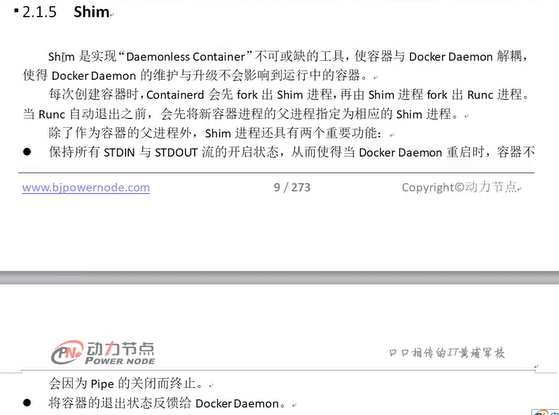 2.1.5 Shim
Shim 是实现“Daemonless Container”不可或缺的工具，使容器与 Docker Daemon 解耦，
使得 Docker Daemon 的维护与升级不会影响到运行中的容器。
每次创建容器时，Containerd 会先 fork 出 Shim 进程，再由 Shim 进程 fork 出 Runc 进程。
当 Runc 自动退出之前，会先将新容器进程的父进程指定为相应的 Shim 进程。
除了作为容器的父进程外，Shim 进程还具有两个重要功能：
● 保持所有 STDIN 与 STDOUT 流的开启状态，从而使得当 Docker Daemon 重启时，容器不
www.bjpowernode.com 9 / 273 Copyright©动力节点
动力节点 口口相传的IT黄埔军校
POWER NODE
会因为 Pipe 的关闭而终止。
● 将容器的退出状态反馈给 Docker Daemon。